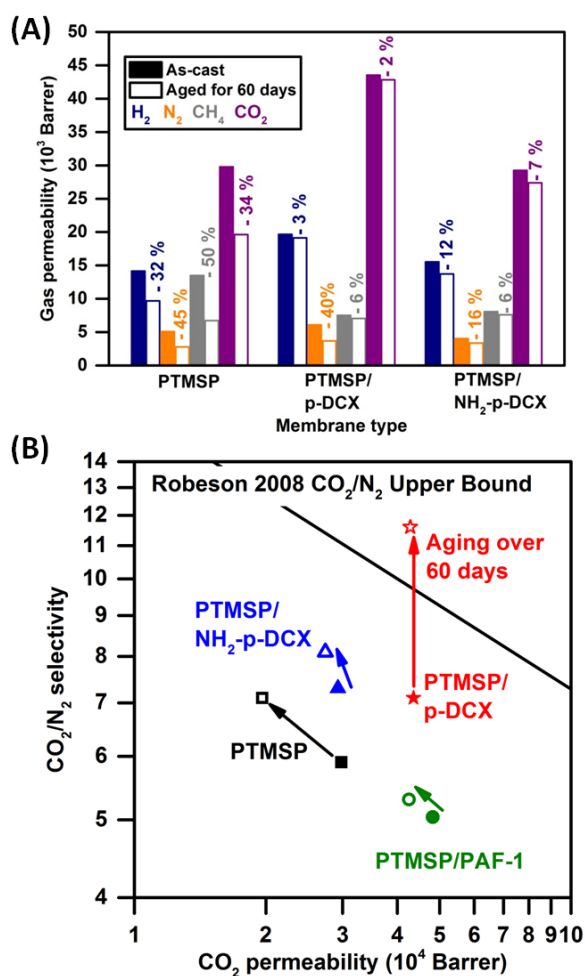 (A)
50
45
40
35
30
25
20
15
10
5
0
Gas permeability (10³ Barrer)
As-cast
Aged for 60 days
H₂ N₂ CH₄ CO₂
- 32 %
- 45 %
- 50 %
- 34 %
- 3 %
- 40%
- 6 %
- 2 %
- 12 %
- 16 %
- 6 %
- 7 %
PTMSP
PTMSP/
p-DCX
PTMSP/
NH₂-p-DCX
Membrane type
(B)
14
13
12
11
10
9
8
7
6
5
4
CO₂/N₂ selectivity
Robeson 2008 CO₂/N₂ Upper Bound
Aging over
60 days
PTMSP/
NH₂-p-DCX
PTMSP/
p-DCX
PTMSP
PTMSP/PAF-1
1 2 3 4 5 6 7 8 9 10
CO₂ permeability (10⁴ Barrer)